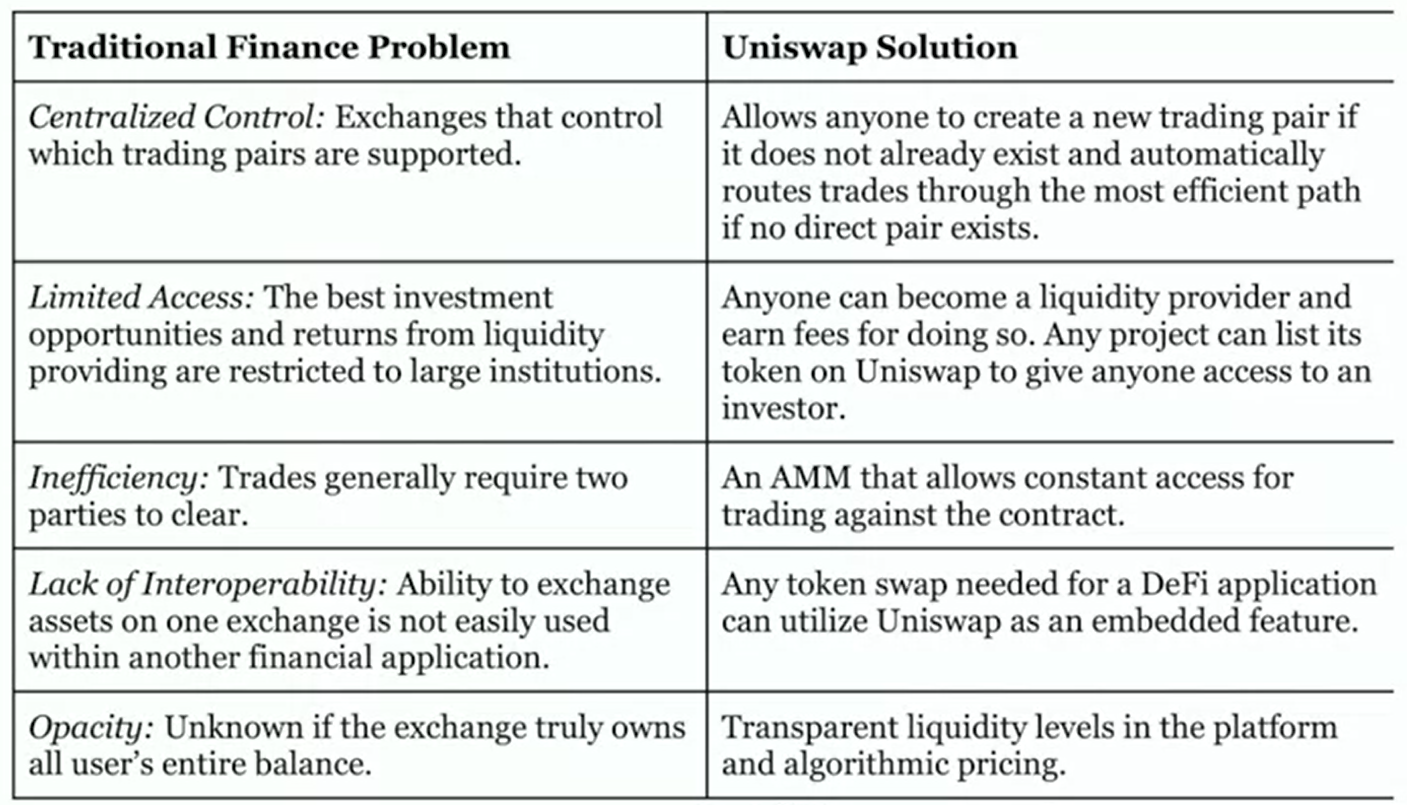 Traditional Finance Problem
Uniswap Solution
Centralized Control: Exchanges that control
which trading pairs are supported.
Allows anyone to create a new trading pair if
it does not already exist and automatically
routes trades through the most efficient path
if no direct pair exists.
Limited Access: The best investment
opportunities and returns from liquidity
providing are restricted to large institutions.
Anyone can become a liquidity provider and
earn fees for doing so. Any project can list its
token on Uniswap to give anyone access to an
investor.
Inefficiency: Trades generally require two
parties to clear.
An AMM that allows constant access for
trading against the contract.
Lack of Interoperability: Ability to exchange
assets on one exchange is not easily used
within another financial application.
Any token swap needed for a DeFi application
can utilize Uniswap as an embedded feature.
Opacity: Unknown if the exchange truly owns
all user’s entire balance.
Transparent liquidity levels in the platform
and algorithmic pricing.